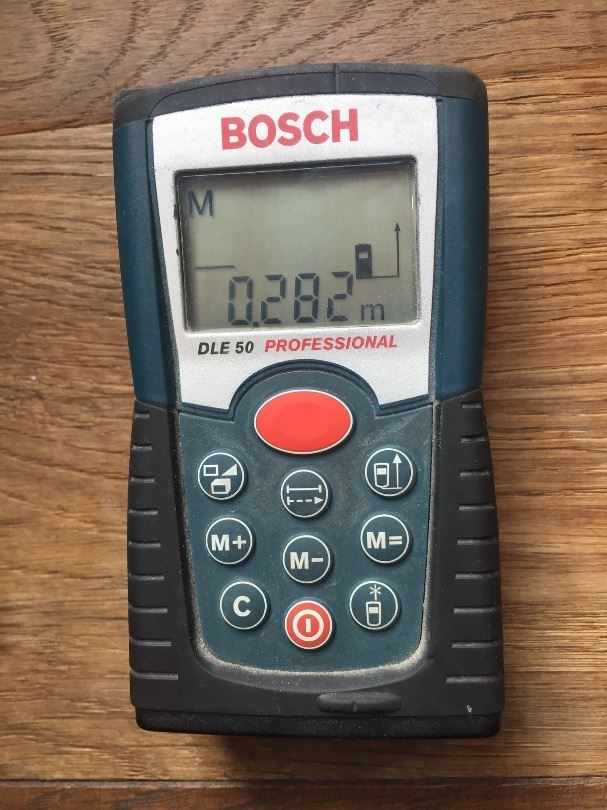 BOSCH
M
0.282 m
DLE 50 PROFESSIONAL
M+ M- M=
C